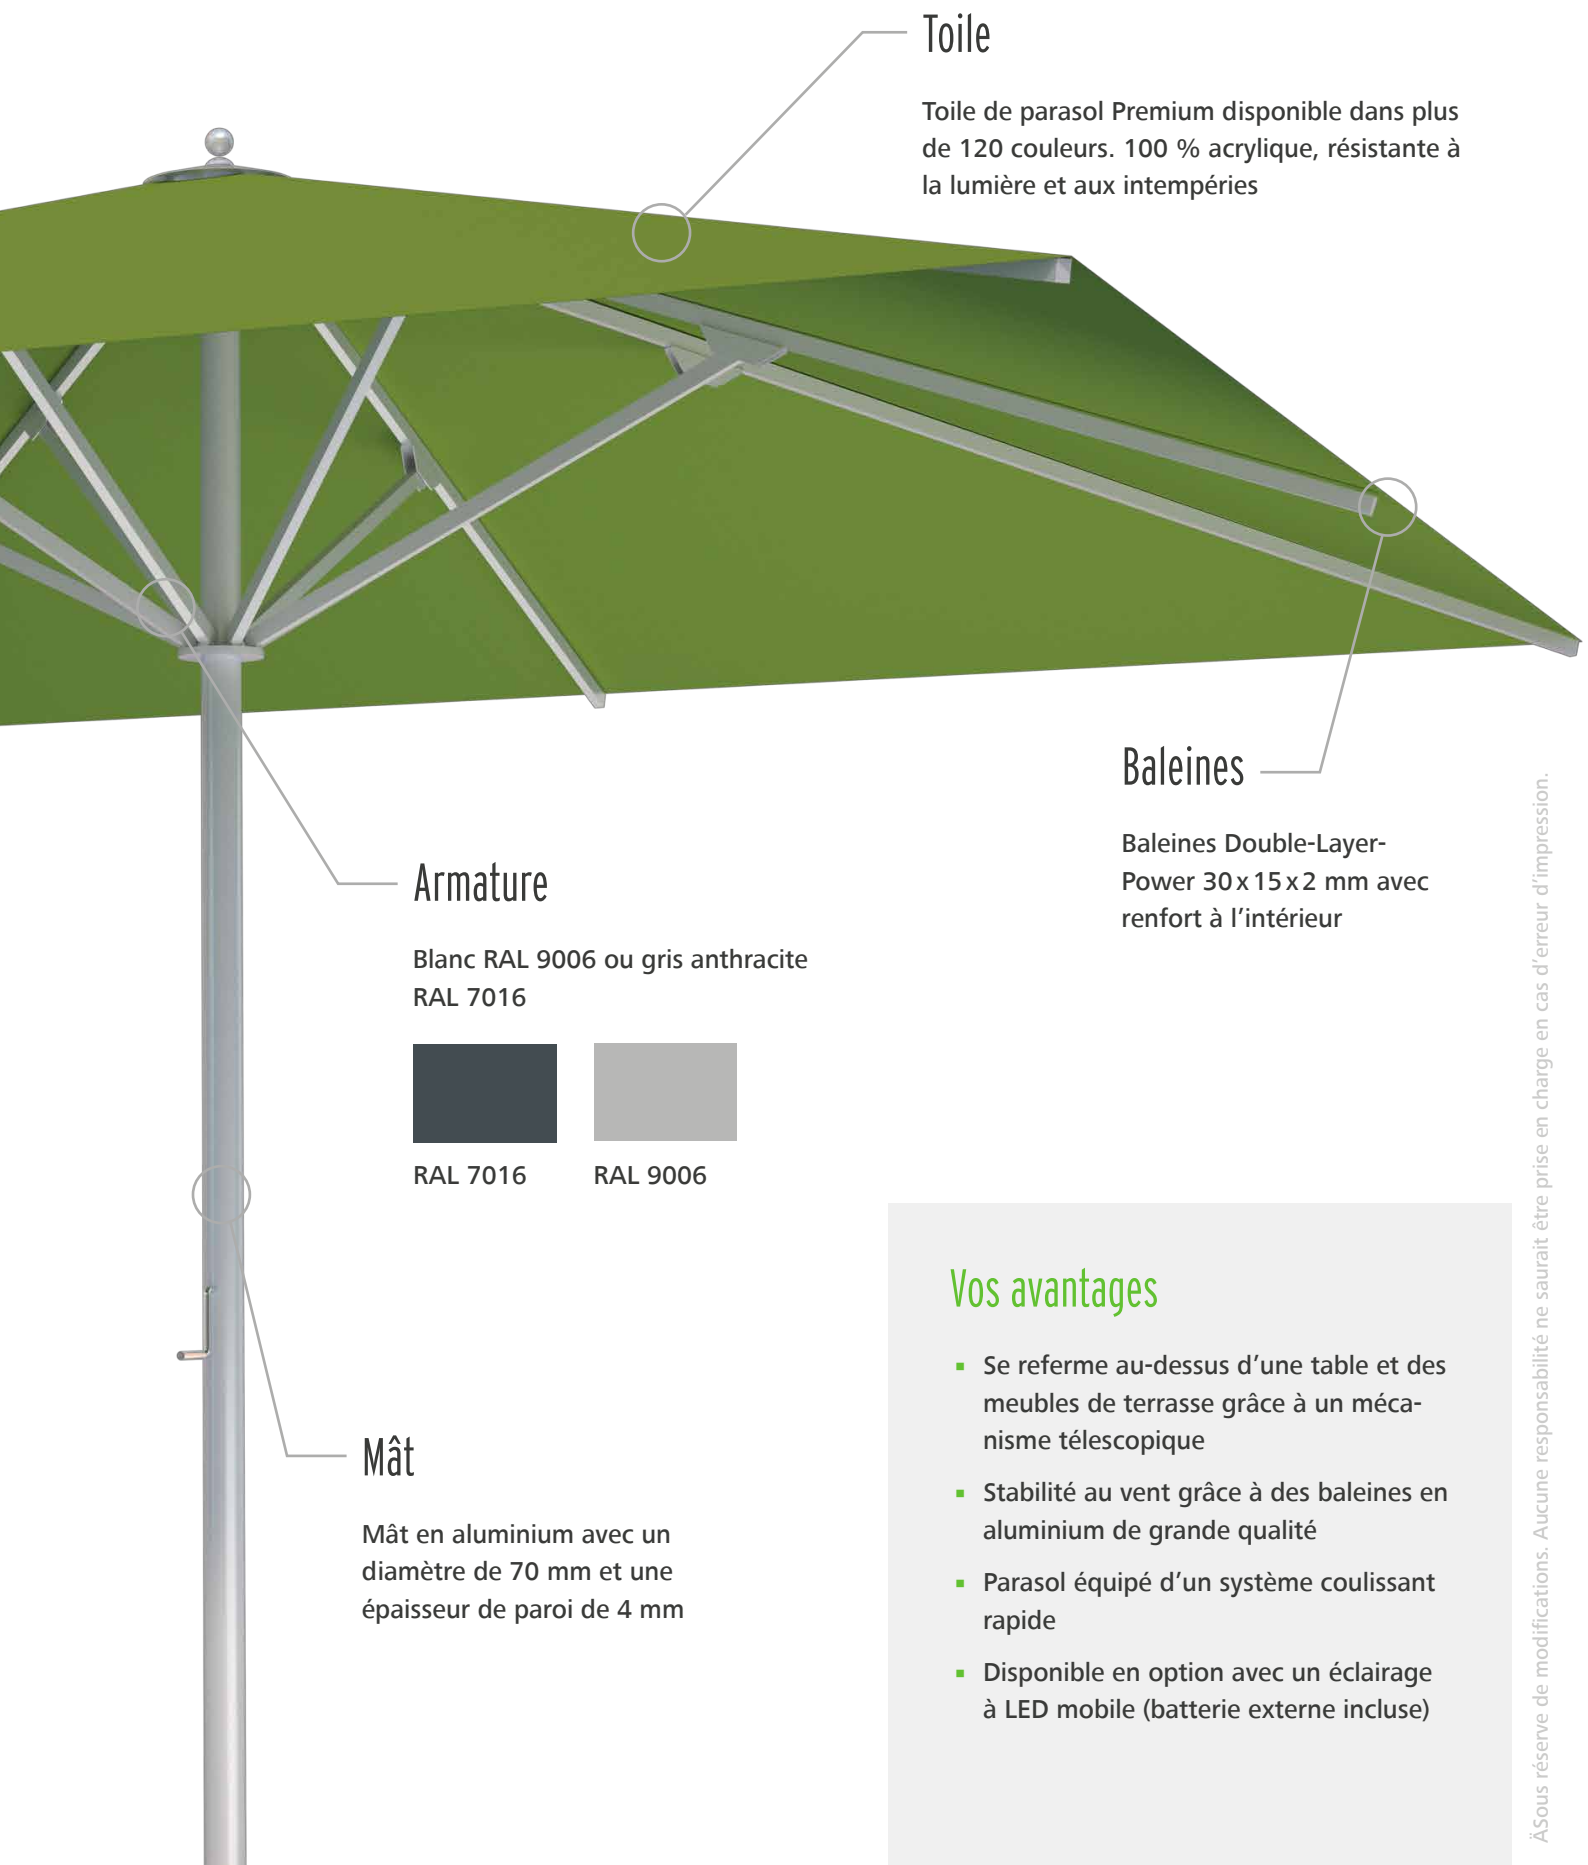 Toile
Toile de parasol Premium disponible dans plus
de 120 couleurs. 100 % acrylique, résistante à
la lumière et aux intempéries
Baleines
Baleines Double-Layer-
Power 30 x 15 x 2 mm avec
renfort à l’intérieur
Armature
Blanc RAL 9006 ou gris anthracite
RAL 7016
RAL 7016 RAL 9006
Mât
Mât en aluminium avec un
diamètre de 70 mm et une
épaisseur de paroi de 4 mm
Vos avantages
▪ Se referme au-dessus d’une table et des
meubles de terrasse grâce à un méca-
nisme télescopique
▪ Stabilité au vent grâce à des baleines en
aluminium de grande qualité
▪ Parasol équipé d’un système coulissant
rapide
▪ Disponible en option avec un éclairage
à LED mobile (batterie externe incluse)
ÄSous réserve de modifications. Aucune responsabilité ne saurait être prise en charge en cas d’erreur d’impression.